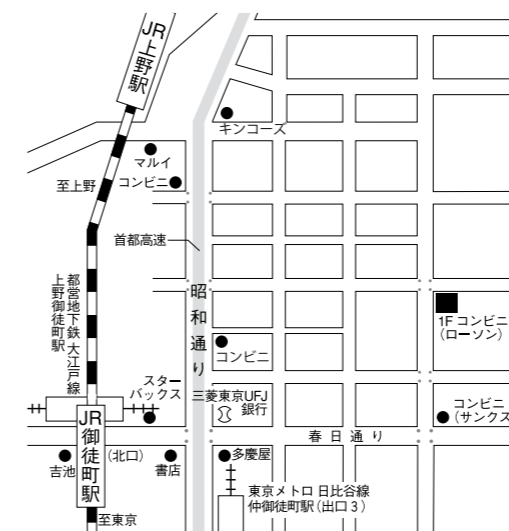 JR上野駅
キンコーズ
マルイ
コンビニ
至上野
首都高速
都営地下鉄 大江戸線
上野御徒町駅
昭和通り
1F コンビニ
（ローソン）
コンビニ
スター
バックス
三菱東京UFJ
銀行
コンビニ
（サンクス）
春日通り
JR御徒町駅
（北口）
吉池
書店
多慶屋
東京メトロ 日比谷線
仲御徒町駅（出口3）
至東京